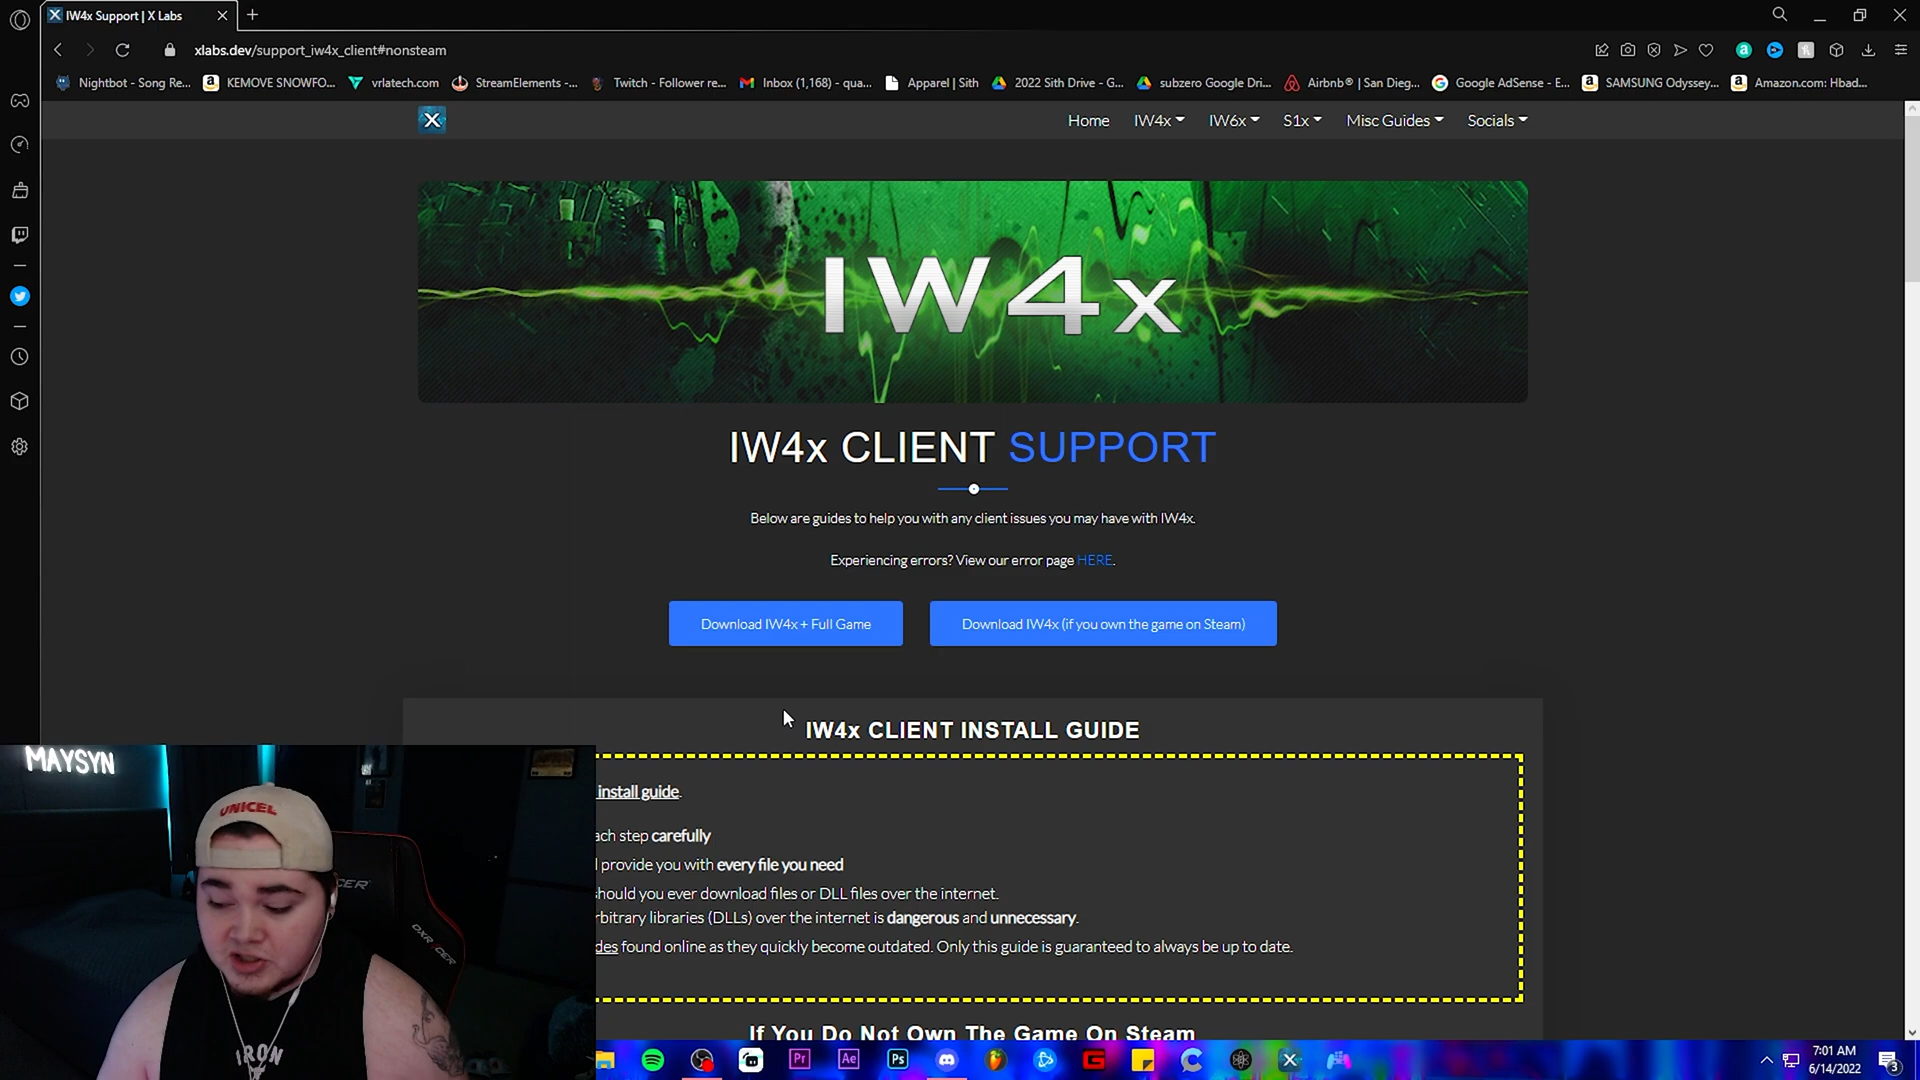 IW4x Support | X Labs
xlabs.dev/support_iw4x_client#nonsteam
Nightbot - Song Re...
KEMOVE SNOWFO...
vrlatech.com
StreamElements -...
Twitch - Follower re...
Inbox (1,168) - qua...
Apparel | Sith
2022 Sith Drive - G...
subzero Google Dri...
Airbnb® | San Dieg...
Google AdSense - E...
SAMSUNG Odyssey...
Amazon.com: Hbad...
X
Home
IW4x
IW6x
S1x
Misc Guides
Socials
IW4x
IW4x CLIENT SUPPORT
Below are guides to help you with any client issues you may have with IW4x.
Experiencing errors? View our error page HERE.
Download IW4x + Full Game
Download IW4x (if you own the game on Steam)
IW4x CLIENT INSTALL GUIDE
install guide.
ach step carefully
l provide you with every file you need
should you ever download files or DLL files over the internet.
rbitrary libraries (DLLs) over the internet is dangerous and unnecessary.
des found online as they quickly become outdated. Only this guide is guaranteed to always be up to date.
If You Do Not Own The Game On Steam
MAYSYN
UNICEL
OXRACER
IRON
Pr
Ae
Ps
7:01 AM
6/14/2022
3